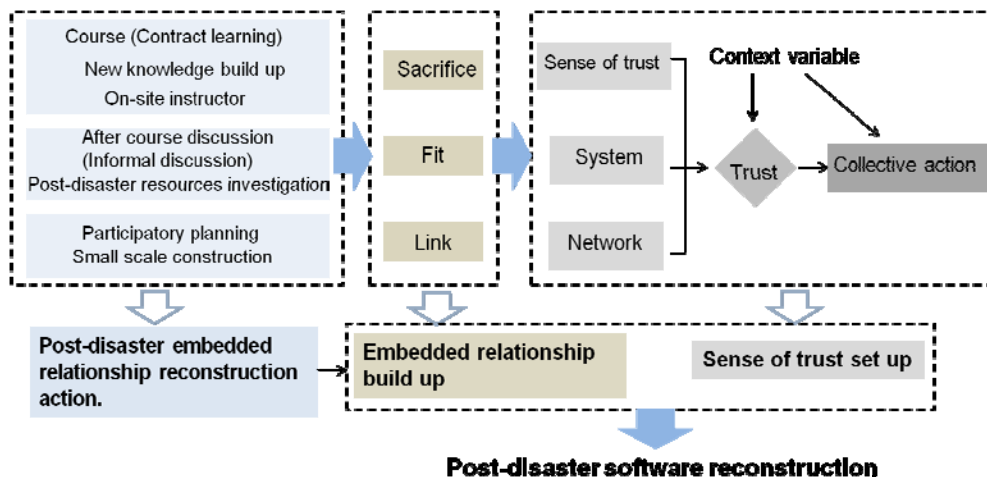 Course (Contract learning)
New knowledge build up
On-site instructor
After course discussion
(Informal discussion)
Post-disaster resources investigation
Participatory planning
Small scale construction
Sacrifice
Fit
Link
Sense of trust
System
Network
Context variable
Trust
Collective action
Post-disaster embedded
relationship reconstruction
action.
Embedded relationship
build up
Sense of trust set up
Post-disaster software reconstruction